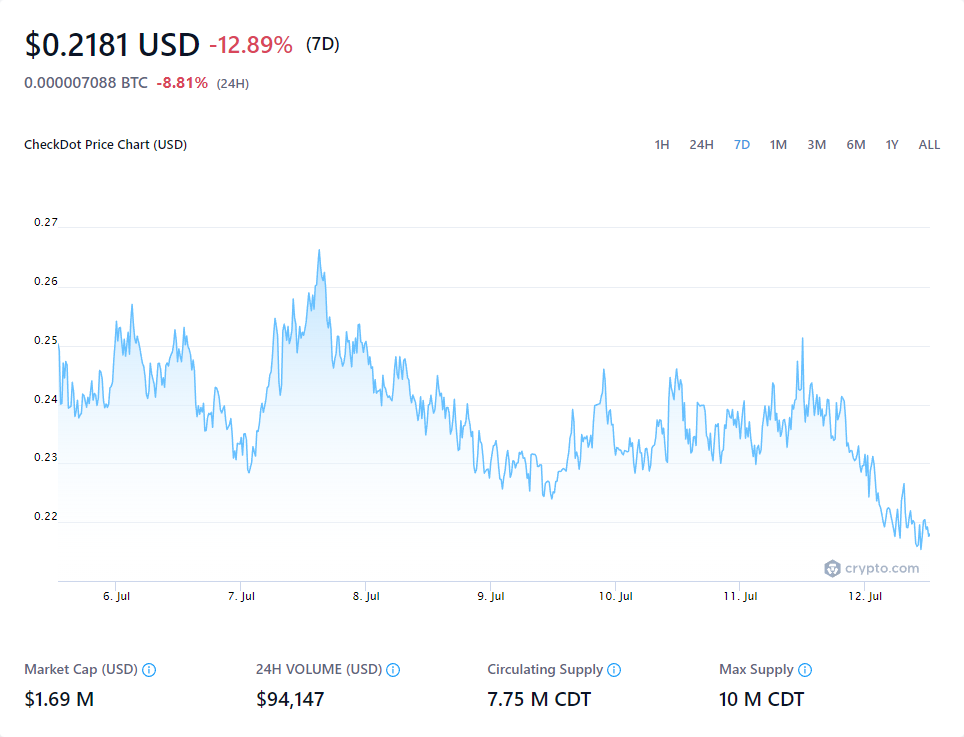 $0.2181 USD -12.89% (7D)
0.000007088 BTC -8.81% (24H)
CheckDot Price Chart (USD) 1H 24H 7D 1M 3M 6M 1Y ALL
0.27
0.26
0.25
0.24
0.23
0.22
crypto.com
6. Jul 7. Jul 8. Jul 9. Jul 10. Jul 11. Jul 12. Jul
Market Cap (USD) 24H VOLUME (USD) Circulating Supply Max Supply
$1.69 M $94,147 7.75 M CDT 10 M CDT